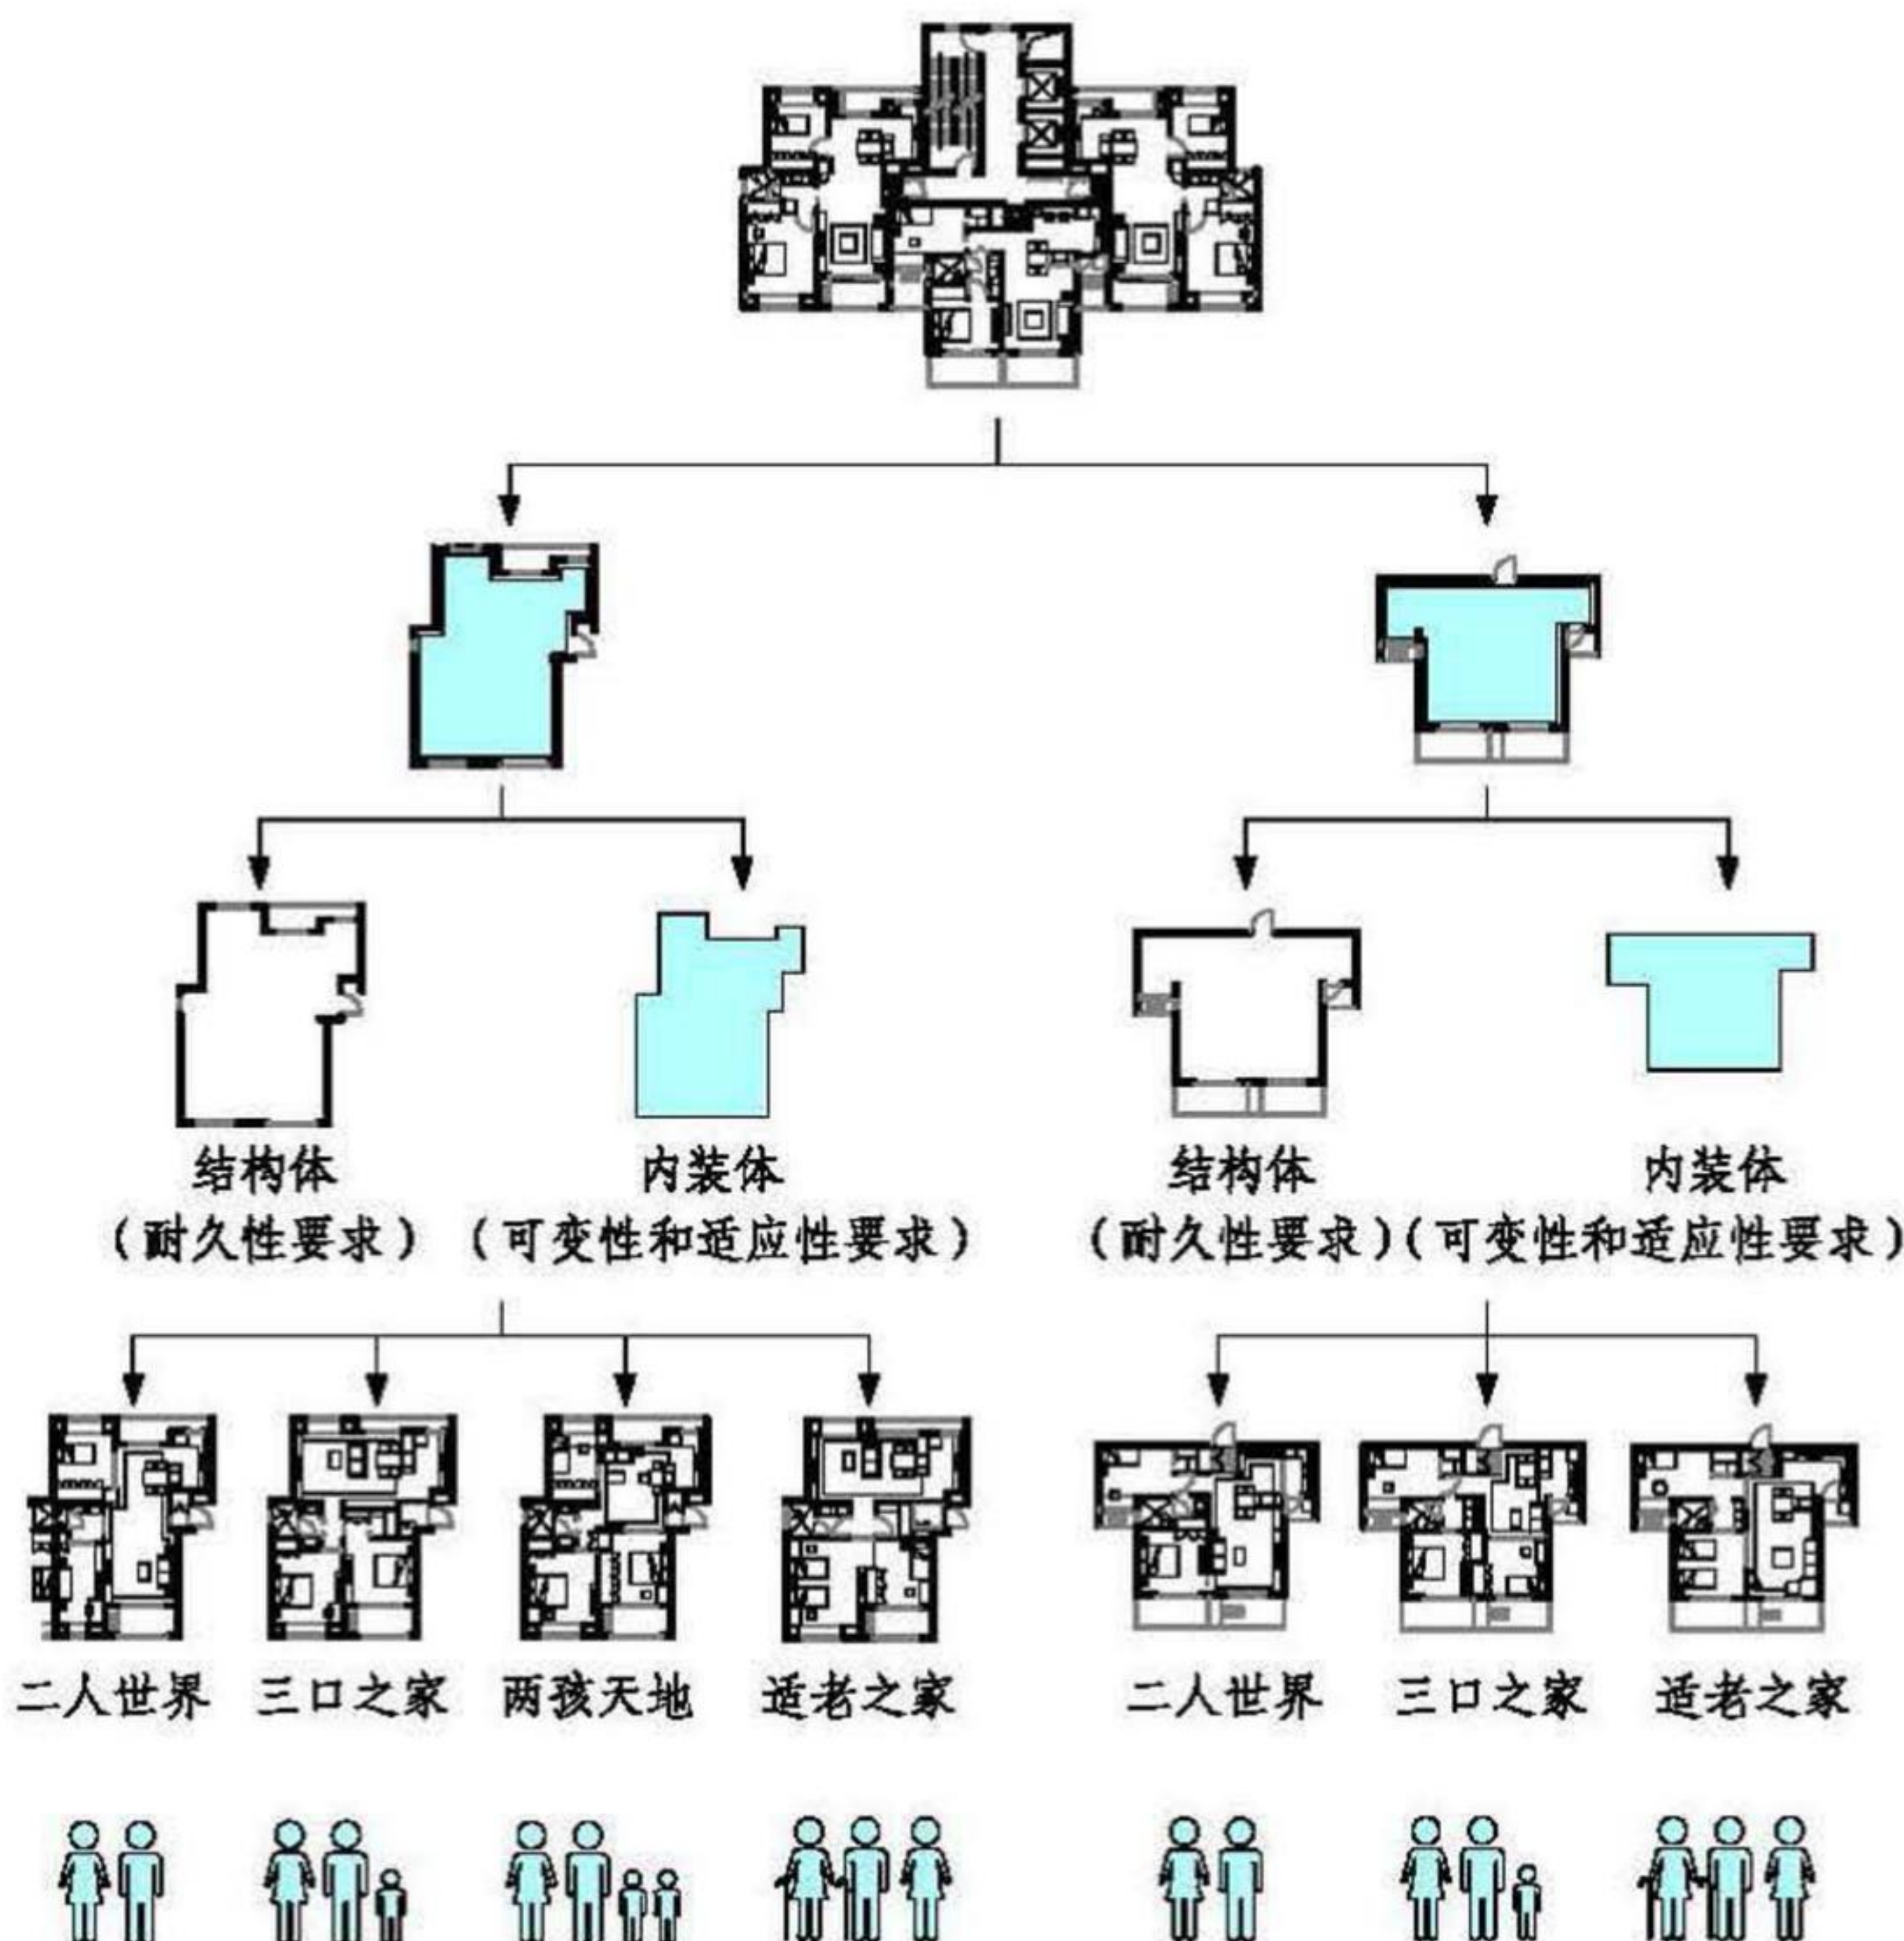 结构体 内装体 结构体 内装体
（耐久性要求） （可变性和适应性要求） （耐久性要求）（可变性和适应性要求）
二人世界 三口之家 两孩天地 适老之家 二人世界 三口之家 适老之家